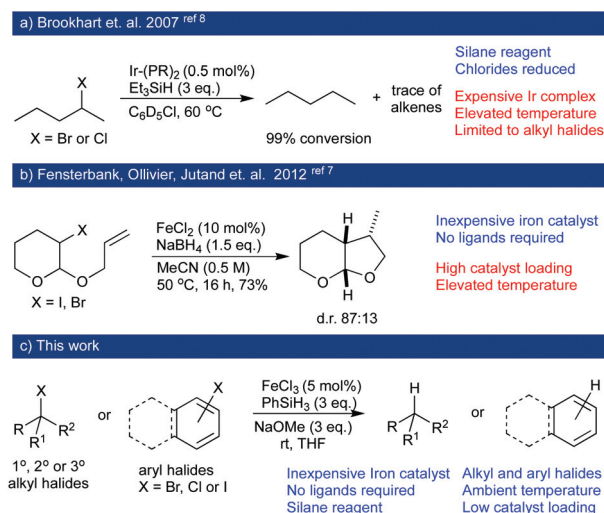 a) Brookhart et. al. 2007 ref 8
X
X = Br or Cl
Ir-(PR)2 (0.5 mol%)
Et3SiH (3 eq.)
C6D5Cl, 60 °C
99% conversion
+ trace of
alkenes
Silane reagent
Chlorides reduced
Expensive Ir complex
Elevated temperature
Limited to alkyl halides
b) Fensterbank, Ollivier, Jutand et. al. 2012 ref 7
X
O O
X = I, Br
FeCl2 (10 mol%)
NaBH4 (1.5 eq.)
MeCN (0.5 M)
50 °C, 16 h, 73%
H
O O
H
d.r. 87:13
Inexpensive iron catalyst
No ligands required
High catalyst loading
Elevated temperature
c) This work
X
R R2
R1
1º, 2º or 3º
alkyl halides
or
X
aryl halides
X = Br, Cl or I
FeCl3 (5 mol%)
PhSiH3 (3 eq.)
NaOMe (3 eq.)
rt, THF
H
R R2
R1
or
H
Inexpensive Iron catalyst
No ligands required
Silane reagent
Alkyl and aryl halides
Ambient temperature
Low catalyst loading